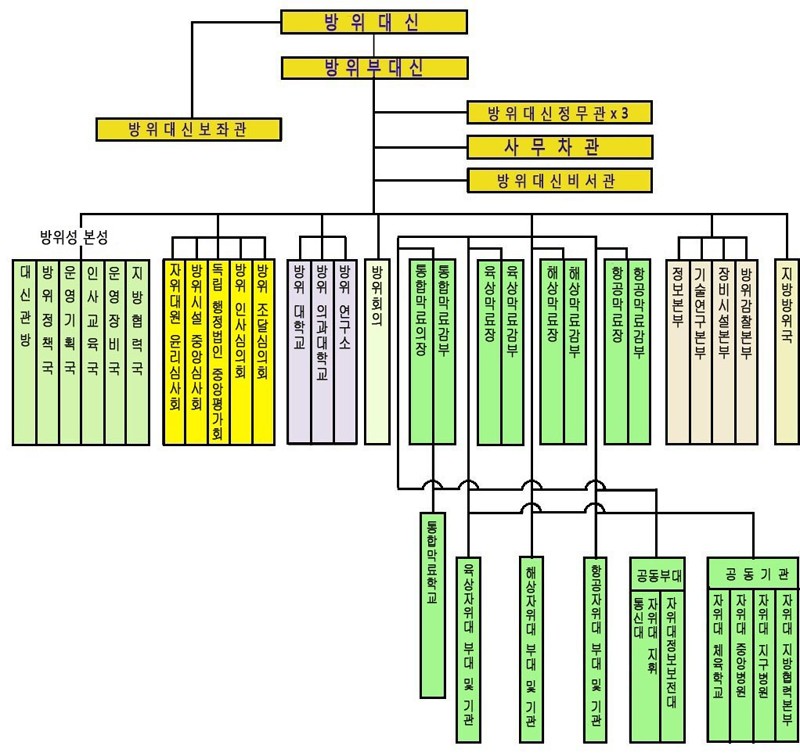 방위대신
방위부대신
방위대신보좌관
방위대신정무관x3
사무차관
방위대신비서관
방위성 본성
대신관방
방위정책국
운영기획국
인사교육국
운영장비국
지방협력국
자위대원 윤리심사회
방위시설 중앙심사회
독립 행정법인 중앙평가회
방위 인사심의회
방위 조달심의회
방위 대학교
방위 의과대학교
방위 연구소
방위회의
통합막료의장
통합막료감부
육상막료장
육상막료감부
해상막료장
해상막료감부
항공막료장
항공막료감부
정보본부
기술연구본부
장비시설본부
방위감찰본부
지방방위국
통합막료학교
육상자위대 부대 및 기관
해상자위대 부대 및 기관
항공자위대 부대 및 기관
공동부대
자위대 지휘
통신대
자위대정보보전대
공동기관
자위대 체육학교
자위대 중앙병원
자위대 지구병원
자위대 지방협력본부